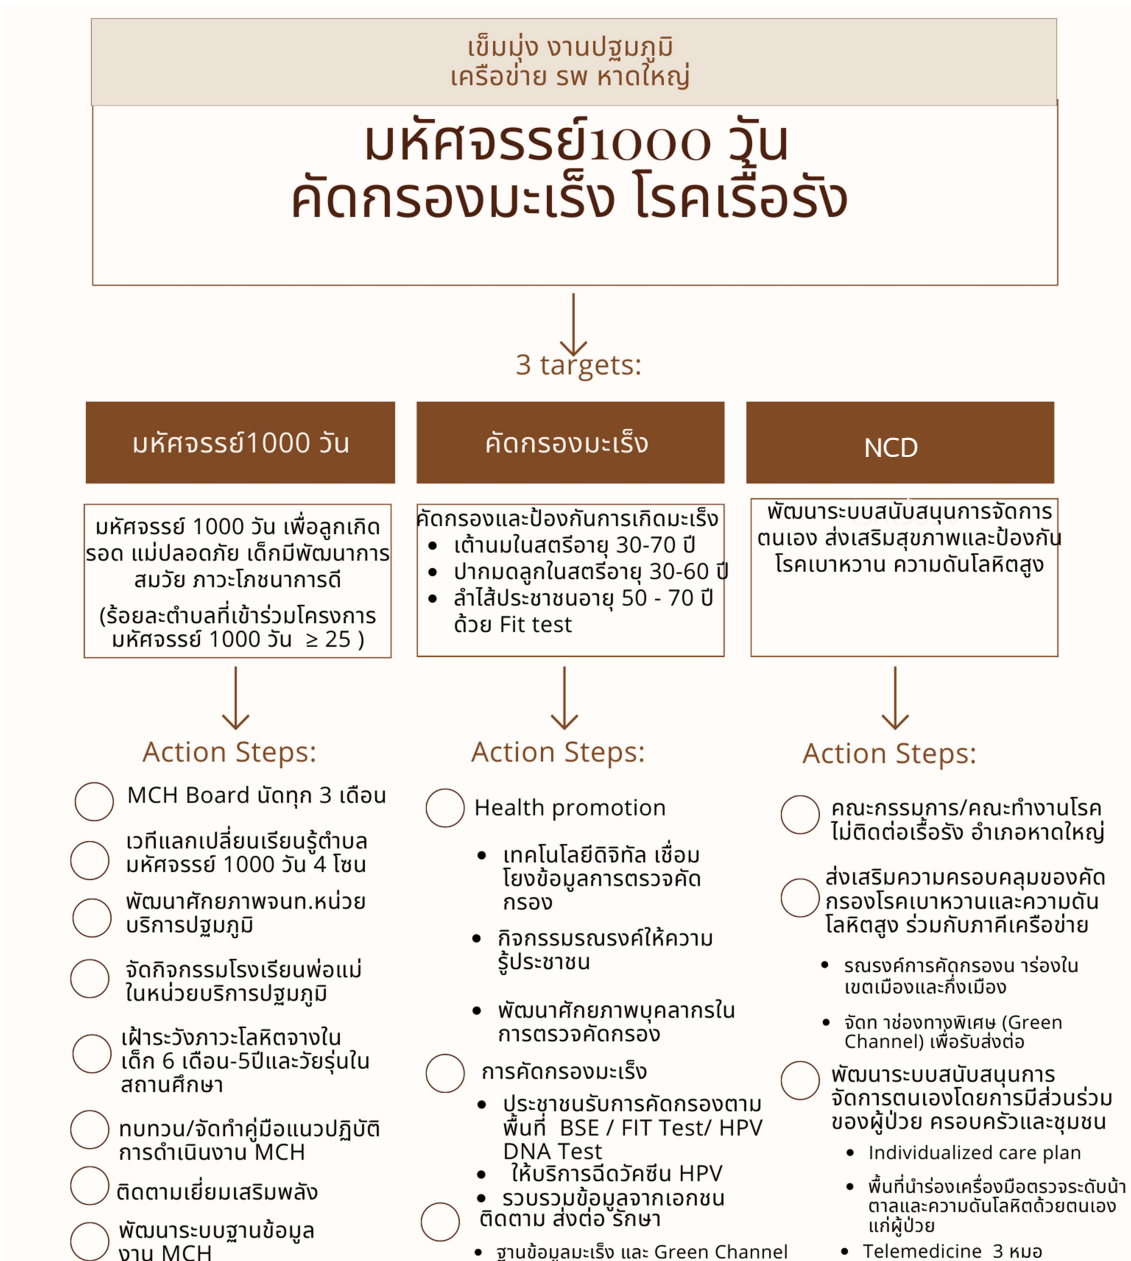 เข็มมุ่ง งานปฐมภูมิ
เครือข่าย รพ หาดใหญ่
มหัศจรรย์1000 วัน
คัดกรองมะเร็ง โรคเรื้อรัง
3 targets:
มหัศจรรย์1000 วัน
มหัศจรรย์ 1000 วัน เพื่อลูกเกิด
รอด แม่ปลอดภัย เด็กมีพัฒนาการ
สมวัย ภาวะโภชนาการดี
(ร้อยละตำบลที่เข้าร่วมโครงการ
มหัศจรรย์ 1000 วัน ≥ 25 )
Action Steps:
MCH Board นัดทุก 3 เดือน
เวทีแลกเปลี่ยนเรียนรู้ตำบล
มหัศจรรย์ 1000 วัน 4 โซน
พัฒนาศักยภาพจนท.หน่วย
บริการปฐมภูมิ
จัดกิจกรรมโรงเรียนพ่อแม่
ในหน่วยบริการปฐมภูมิ
เฝ้าระวังภาวะโลหิตจางใน
เด็ก 6 เดือน-5ปีและวัยรุ่นใน
สถานศึกษา
ทบทวน/จัดทำคู่มือแนวปฏิบัติ
การดำเนินงาน MCH
ติดตามเยี่ยมเสริมพลัง
พัฒนาระบบฐานข้อมูล
งาน MCH
คัดกรองมะเร็ง
คัดกรองและป้องกันการเกิดมะเร็ง
• เต้านมในสตรีอายุ 30-70 ปี
• ปากมดลูกในสตรีอายุ 30-60 ปี
• ลำไส้ประชาชนอายุ 50 - 70 ปี
ด้วย Fit test
Action Steps:
Health promotion
• เทคโนโลยีดิจิทัล เชื่อม
โยงข้อมูลการตรวจคัด
กรอง
• กิจกรรมรณรงค์ให้ความ
รู้ประชาชน
• พัฒนาศักยภาพบุคลากรใน
การตรวจคัดกรอง
การคัดกรองมะเร็ง
• ประชาชนรับการคัดกรองตาม
พื้นที่ BSE / FIT Test/ HPV
DNA Test
• ให้บริการฉีดวัคซีน HPV
• รวบรวมข้อมูลจากเอกชน
ติดตาม ส่งต่อ รักษา
• ฐานข้อมูลมะเร็ง และ Green Channel
NCD
พัฒนาระบบสนับสนุนการจัดการ
ตนเอง ส่งเสริมสุขภาพและป้องกัน
โรคเบาหวาน ความดันโลหิตสูง
Action Steps:
คณะกรรมการ/คณะทำงานโรค
ไม่ติดต่อเรื้อรัง อำเภอหาดใหญ่
ส่งเสริมความครอบคลุมของคัด
กรองโรคเบาหวานและความดัน
โลหิตสูง ร่วมกับภาคีเครือข่าย
• รณรงค์การคัดกรองน าร่องใน
เขตเมืองและกึ่งเมือง
• จัดท าช่องทางพิเศษ (Green
Channel) เพื่อรับส่งต่อ
พัฒนาระบบสนับสนุนการ
จัดการตนเองโดยการมีส่วนร่วม
ของผู้ป่วย ครอบครัวและชุมชน
• Individualized care plan
• พื้นที่นำร่องเครื่องมือตรวจระดับน้ำ
ตาลและความดันโลหิตด้วยตนเอง
แก่ผู้ป่วย
• Telemedicine 3 หมอ